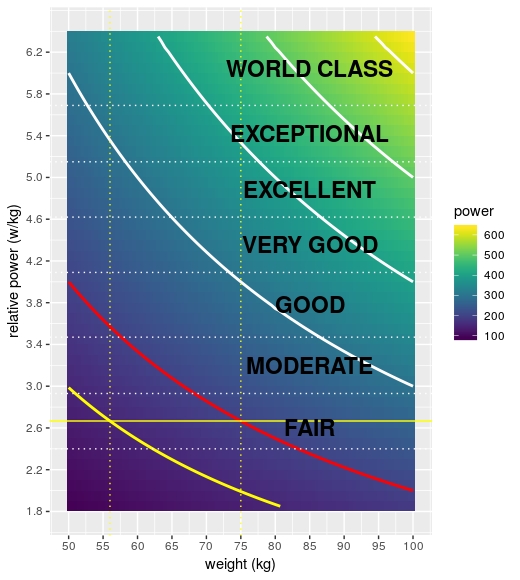 WORLD CLASS
EXCEPTIONAL
EXCELLENT
VERY GOOD
GOOD
MODERATE
FAIR
6.2
5.8
5.4
5.0
4.6
4.2
3.8
3.4
3.0
2.6
2.2
1.8
relative power (w/kg)
50 55 60 65 70 75 80 85 90 95 100
weight (kg)
power
600
500
400
300
200
100